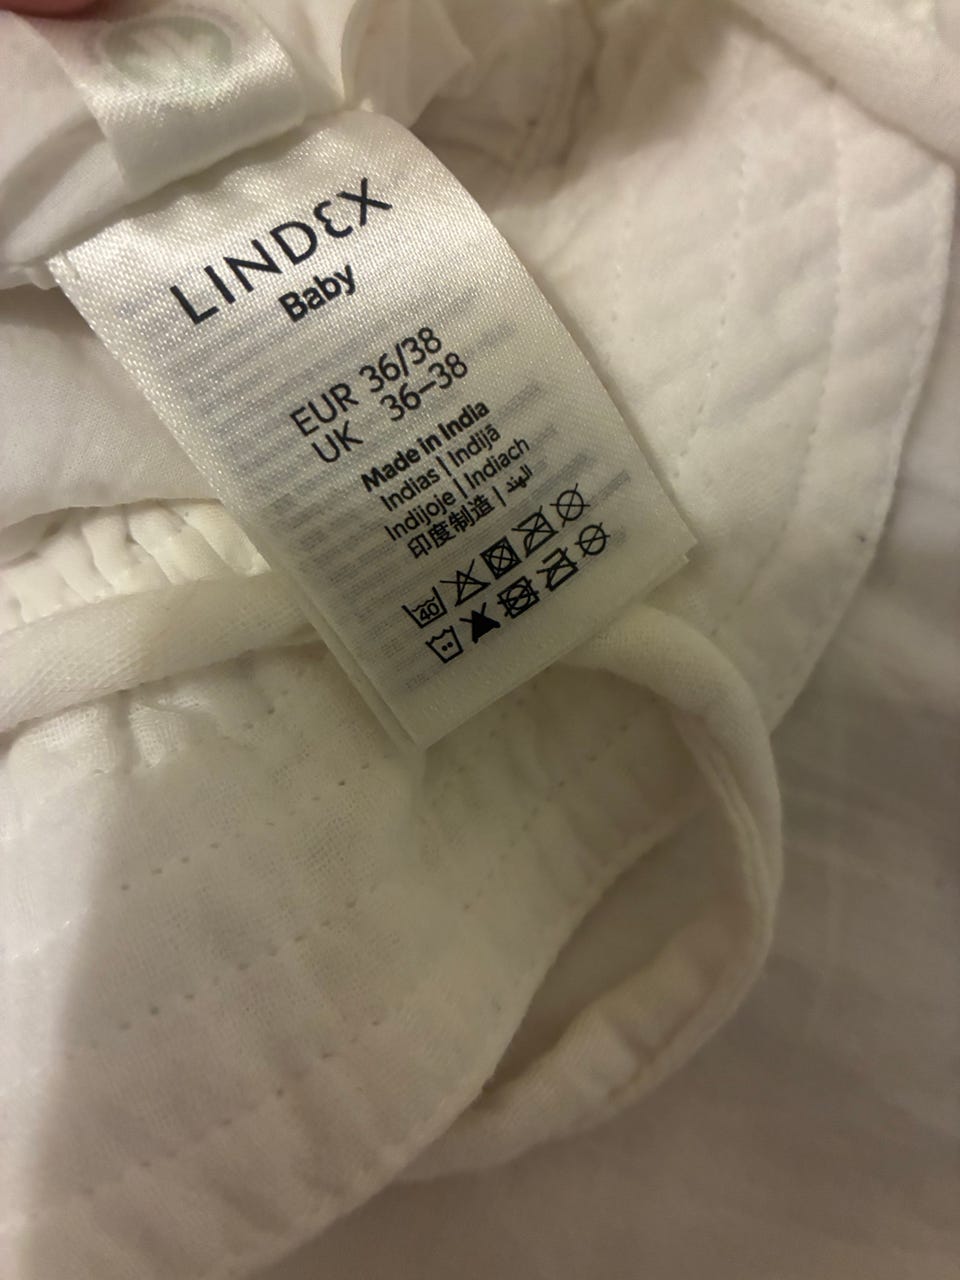 LINDEX
Baby
EUR 36/38
UK 36–38
Made in India
Indias | Indijā
Indijoje | Indiach
印度制造 | الهند
40